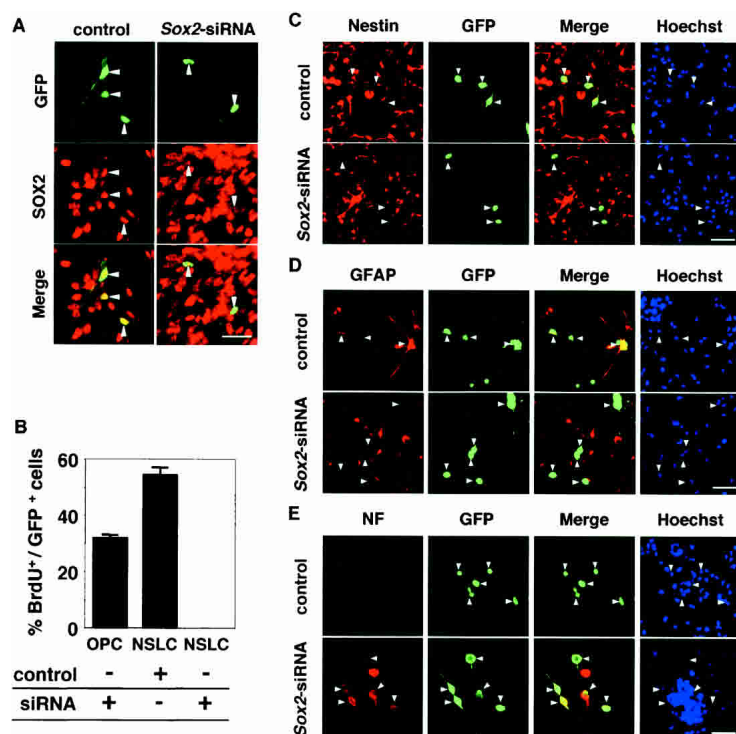 A
control Sox2-siRNA
GFP
SOX2
Merge
B
% BrdU+ / GFP + cells
60
40
20
0
OPC NSLC NSLC
control - + -
siRNA + - +
C
Nestin GFP Merge Hoechst
control
Sox2-siRNA
D
GFAP GFP Merge Hoechst
control
Sox2-siRNA
E
NF GFP Merge Hoechst
control
Sox2-siRNA